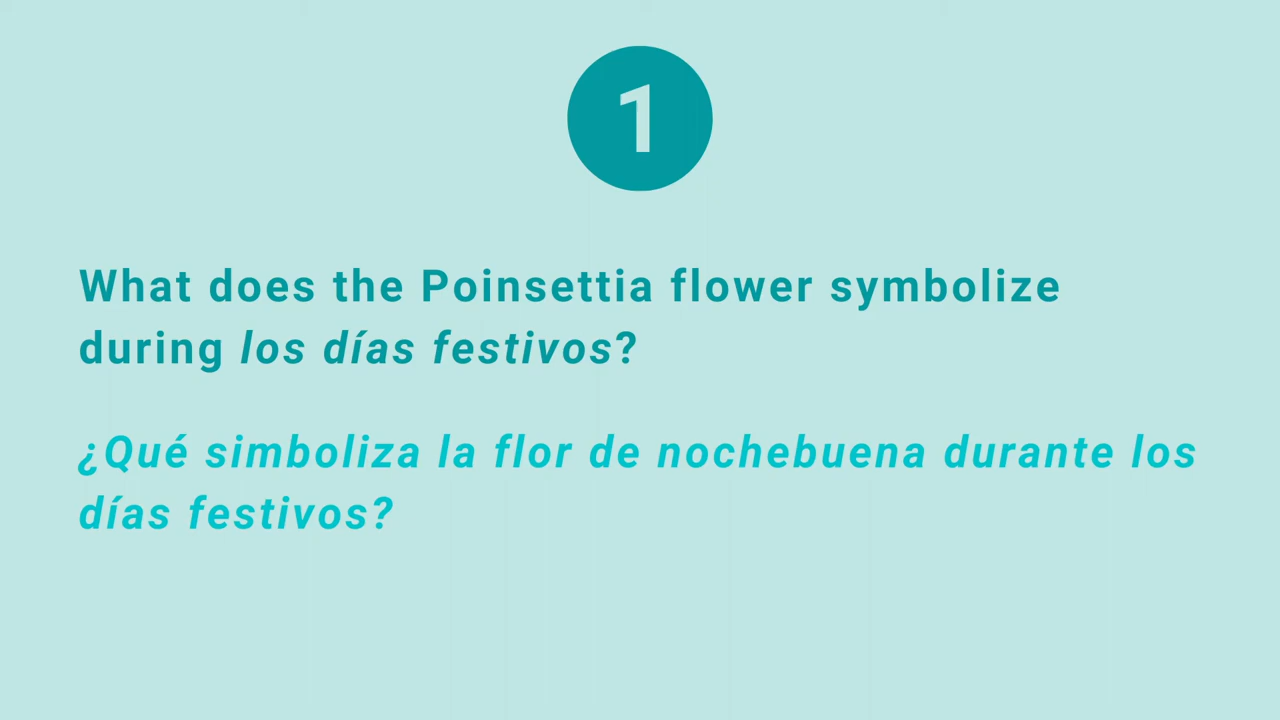 1
What does the Poinsettia flower symbolize
during los días festivos?
¿Qué simboliza la flor de nochebuena durante los
días festivos?